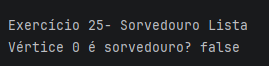 Exercício 25- Sorvedouro Lista
Vértice 0 é sorvedouro? false